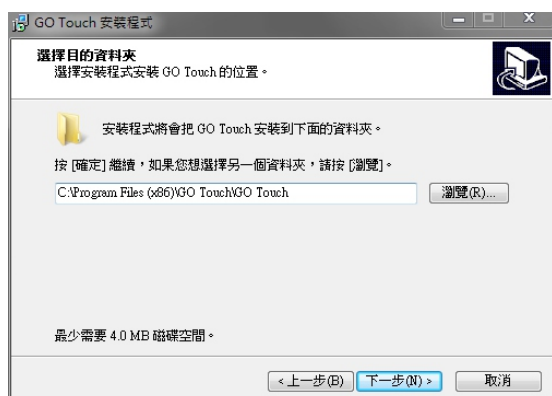 GO Touch 安裝程式
選擇目的資料夾
選擇安裝程式安裝 GO Touch 的位置。
安裝程式將會把 GO Touch 安裝到下面的資料夾。
按 [確定] 繼續，如果您想選擇另一個資料夾，請按 [瀏覽]。
C:\Program Files (x86)\GO Touch\GO Touch
瀏覽(R)...
最少需要 4.0 MB 磁碟空間。
<上一步(B)
下一步(N) >
取消